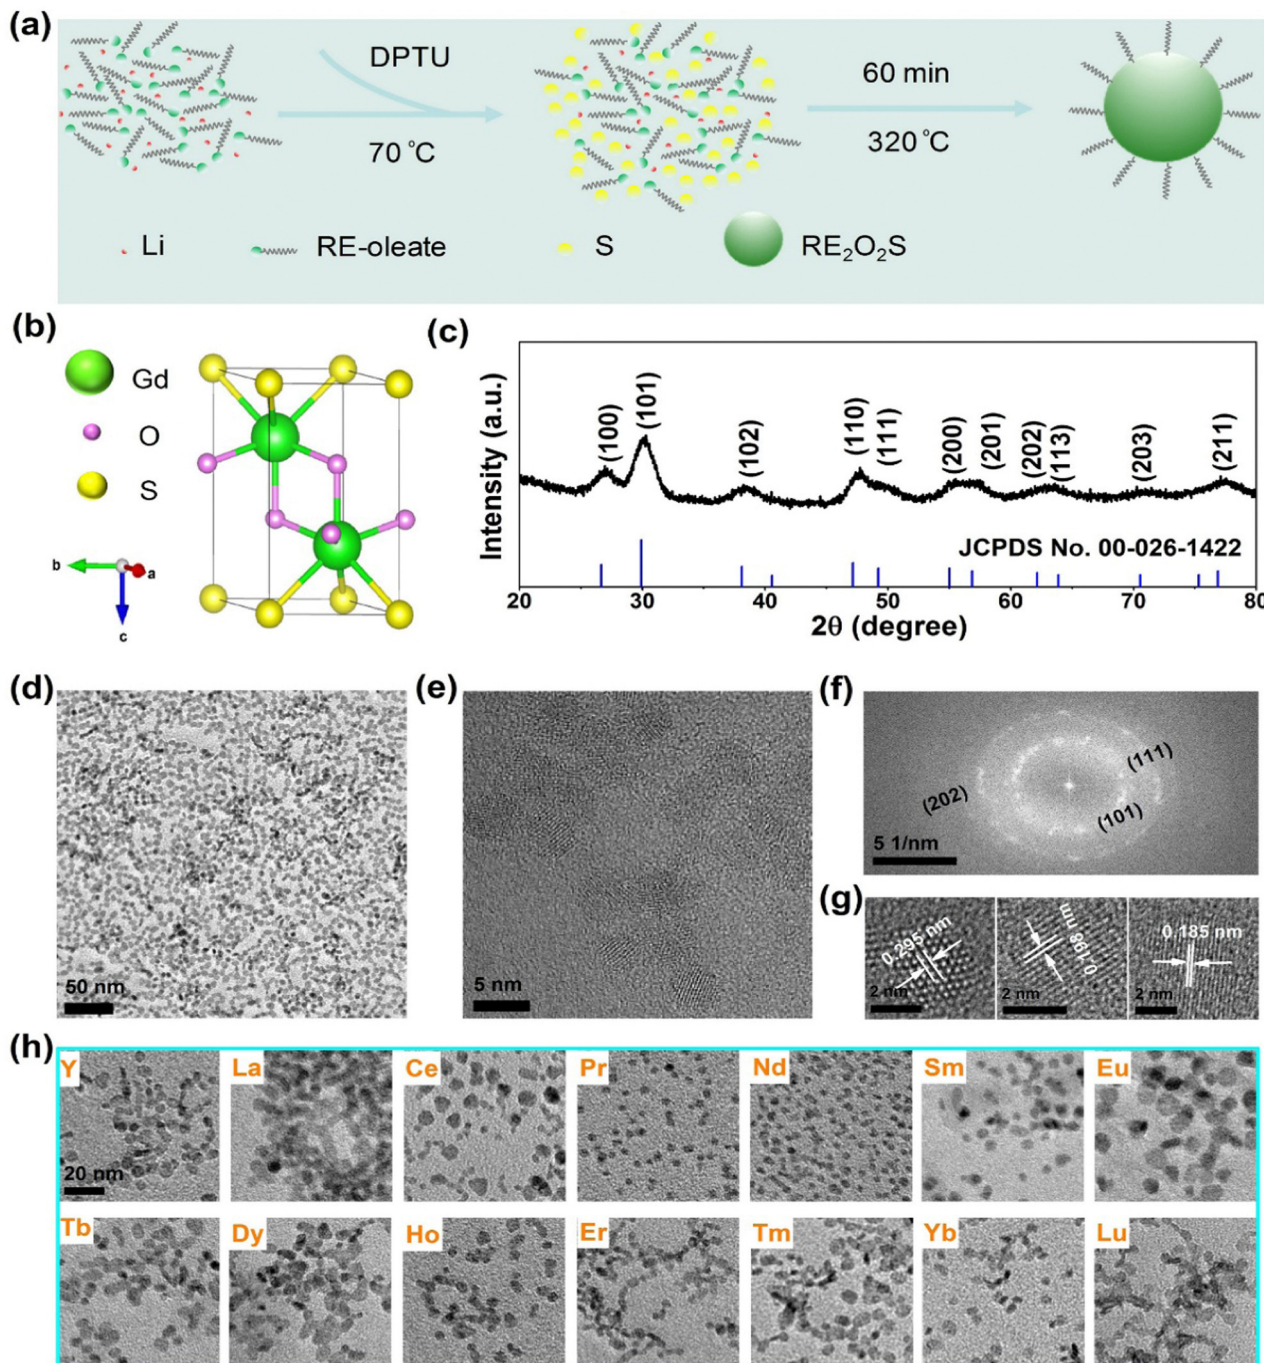 (a)
DPTU
70 °C
60 min
320 °C
Li
RE-oleate
S
RE₂O₂S
(b)
Gd
O
S
b
a
c
(c)
Intensity (a.u.)
(100)
(101)
(102)
(110)
(111)
(200)
(201)
(202)
(113)
(203)
(211)
JCPDS No. 00-026-1422
20 30 40 50 60 70 80
2θ (degree)
(d)
50 nm
(e)
5 nm
(f)
(111)
(202)
(101)
5 1/nm
(g)
0.295 nm
2 nm
0.198 nm
2 nm
0.185 nm
2 nm
(h)
Y La Ce Pr Nd Sm Eu
20 nm
Tb Dy Ho Er Tm Yb Lu